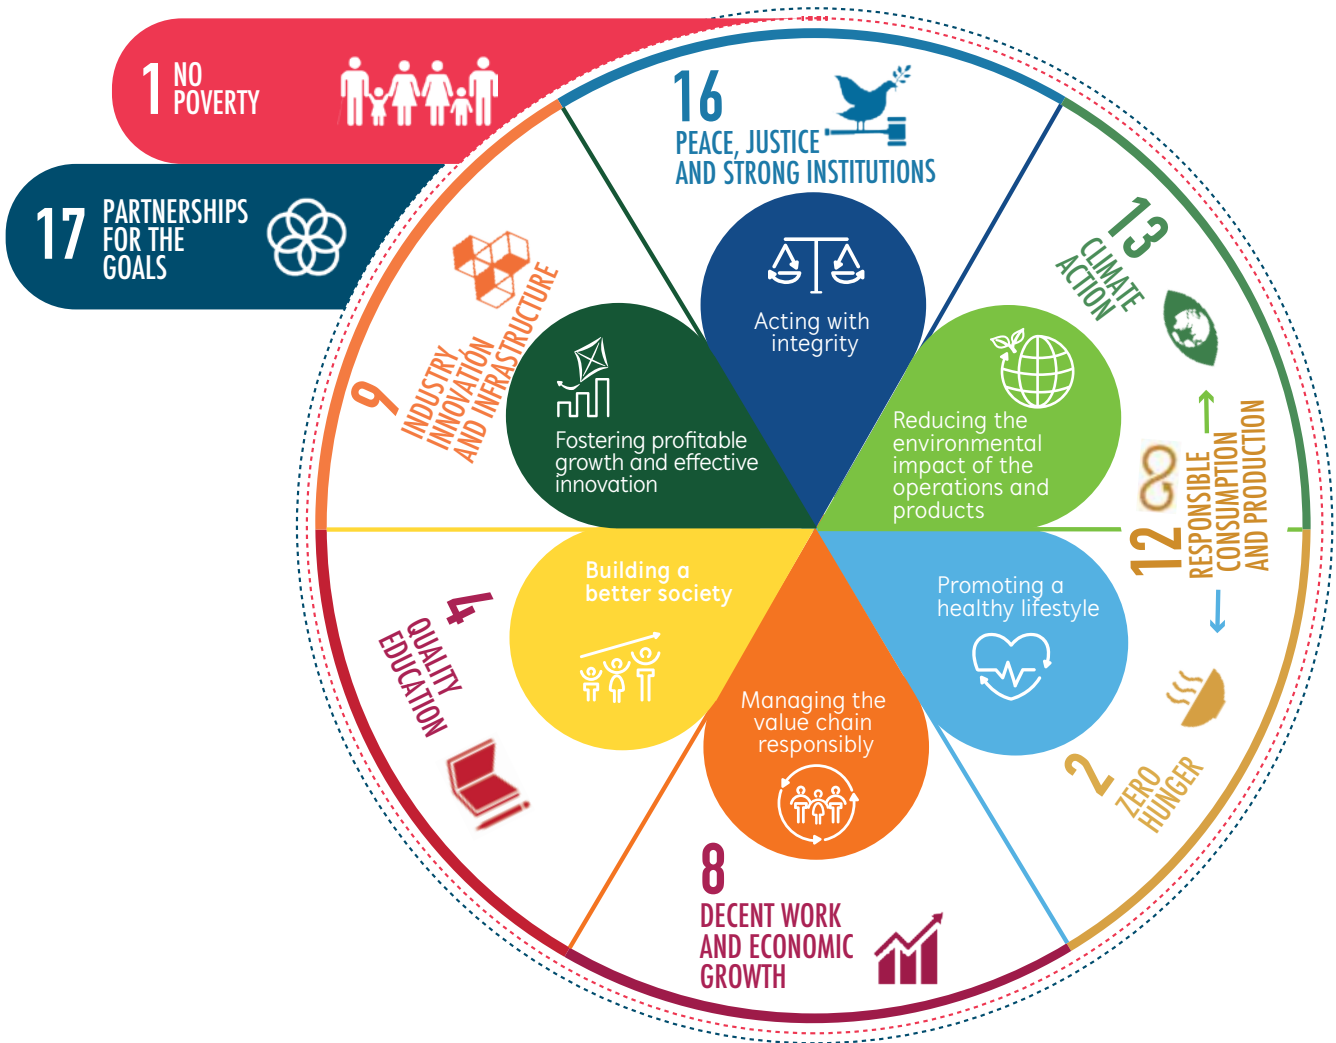 1
NO
POVERTY
17
PARTNERSHIPS
FOR THE
GOALS
16
PEACE, JUSTICE
AND STRONG INSTITUTIONS
13
CLIMATE
ACTION
12
RESPONSIBLE
CONSUMPTION
AND PRODUCTION
2
ZERO
HUNGER
8
DECENT WORK
AND ECONOMIC
GROWTH
4
QUALITY
EDUCATION
9
INDUSTRY
INNOVATIÓN
AND INFRASTRUCTURE
Acting with
integrity
Reducing the
environmental
impact of the
operations and
products
Promoting a
healthy lifestyle
Managing the
value chain
responsibly
Building a
better society
Fostering profitable
growth and effective
innovation